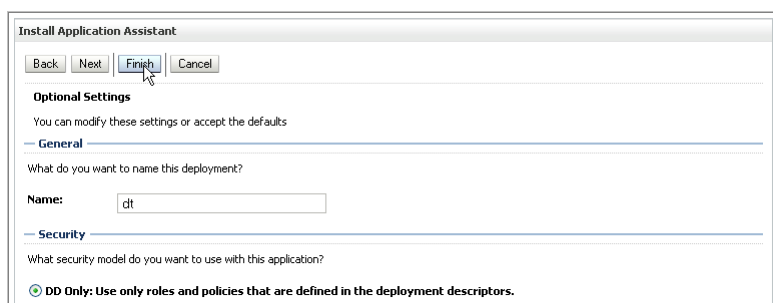 Install Application Assistant
Back Next Finish Cancel
Optional Settings
You can modify these settings or accept the defaults
General
What do you want to name this deployment?
Name: dt
Security
What security model do you want to use with this application?
DD Only: Use only roles and policies that are defined in the deployment descriptors.